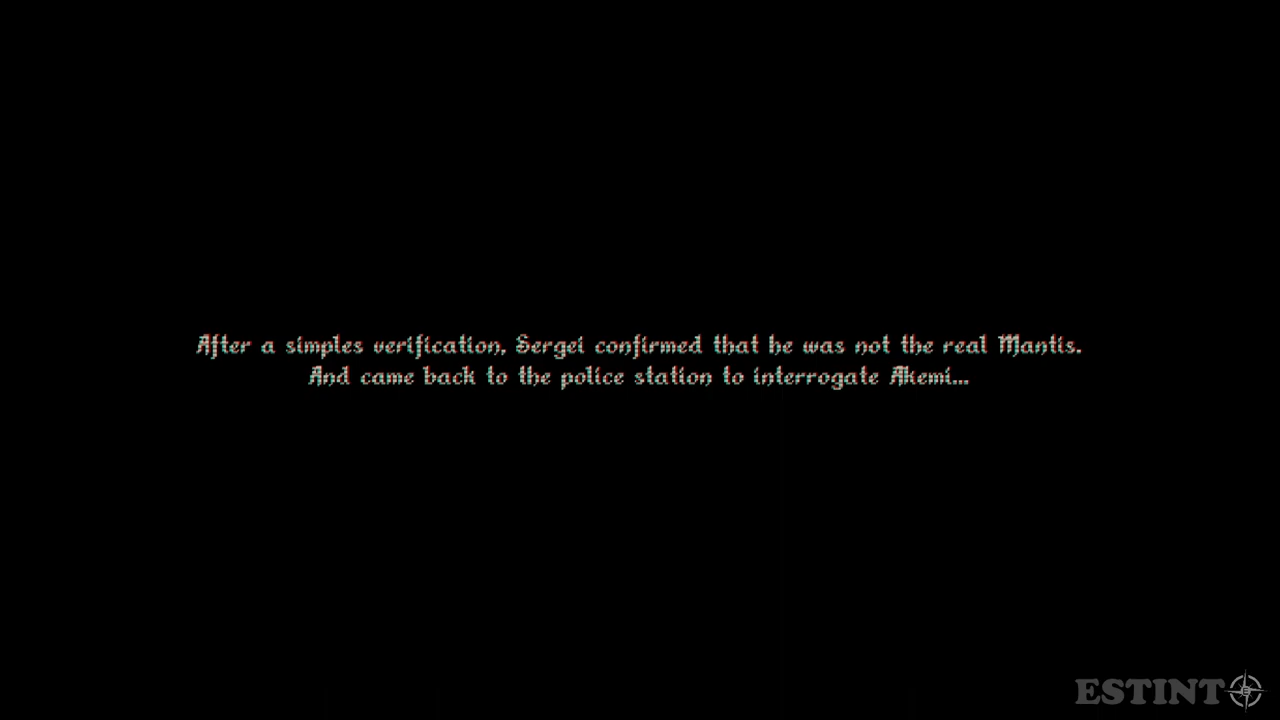 After a simples verification, Sergei confirmed that he was not the real Mantis.
And came back to the police station to interrogate Akemi...
ESTINTO